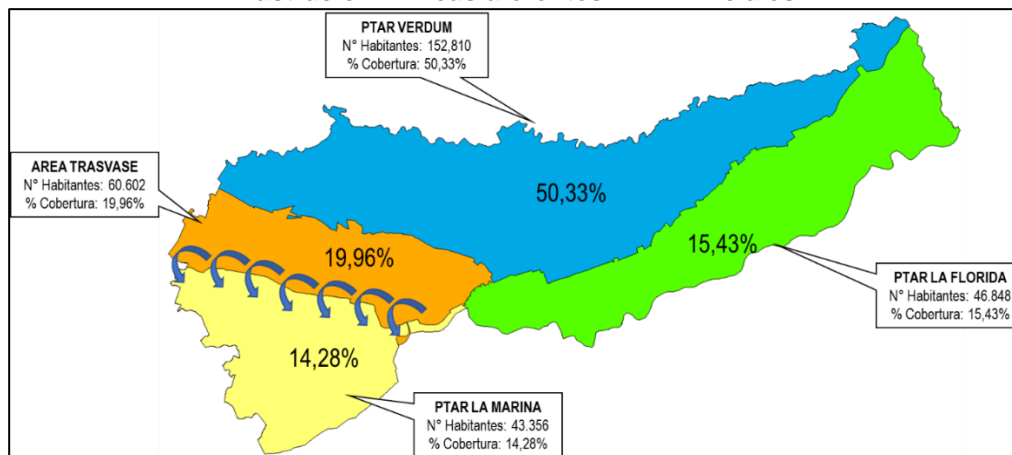 PTAR VERDUM
N° Habitantes: 152,810
% Cobertura: 50,33%
AREA TRASVASE
N° Habitantes: 60.602
% Cobertura: 19,96%
50,33%
19,96%
15,43%
PTAR LA FLORIDA
N° Habitantes: 46.848
% Cobertura: 15,43%
14,28%
PTAR LA MARINA
N° Habitantes: 43.356
% Cobertura: 14,28%